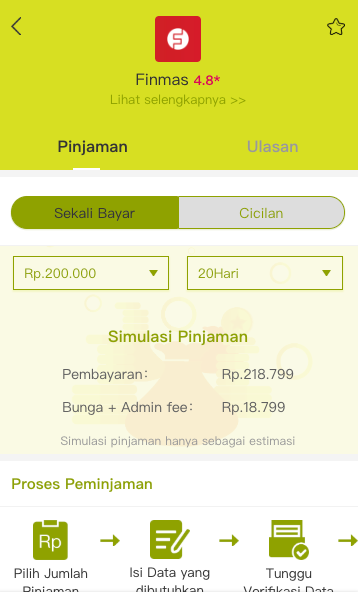 Finmas 4.8*
Lihat selengkapnya >>
Pinjaman Ulasan
Sekali Bayar Cicilan
Rp.200.000 20Hari
Simulasi Pinjaman
Pembayaran: Rp.218.799
Bunga + Admin fee: Rp.18.799
Simulasi pinjaman hanya sebagai estimasi
Proses Peminjaman
Rp
Pilih Jumlah Isi Data yang Tunggu
Pinjaman dibutuhkan Verifikasi Data